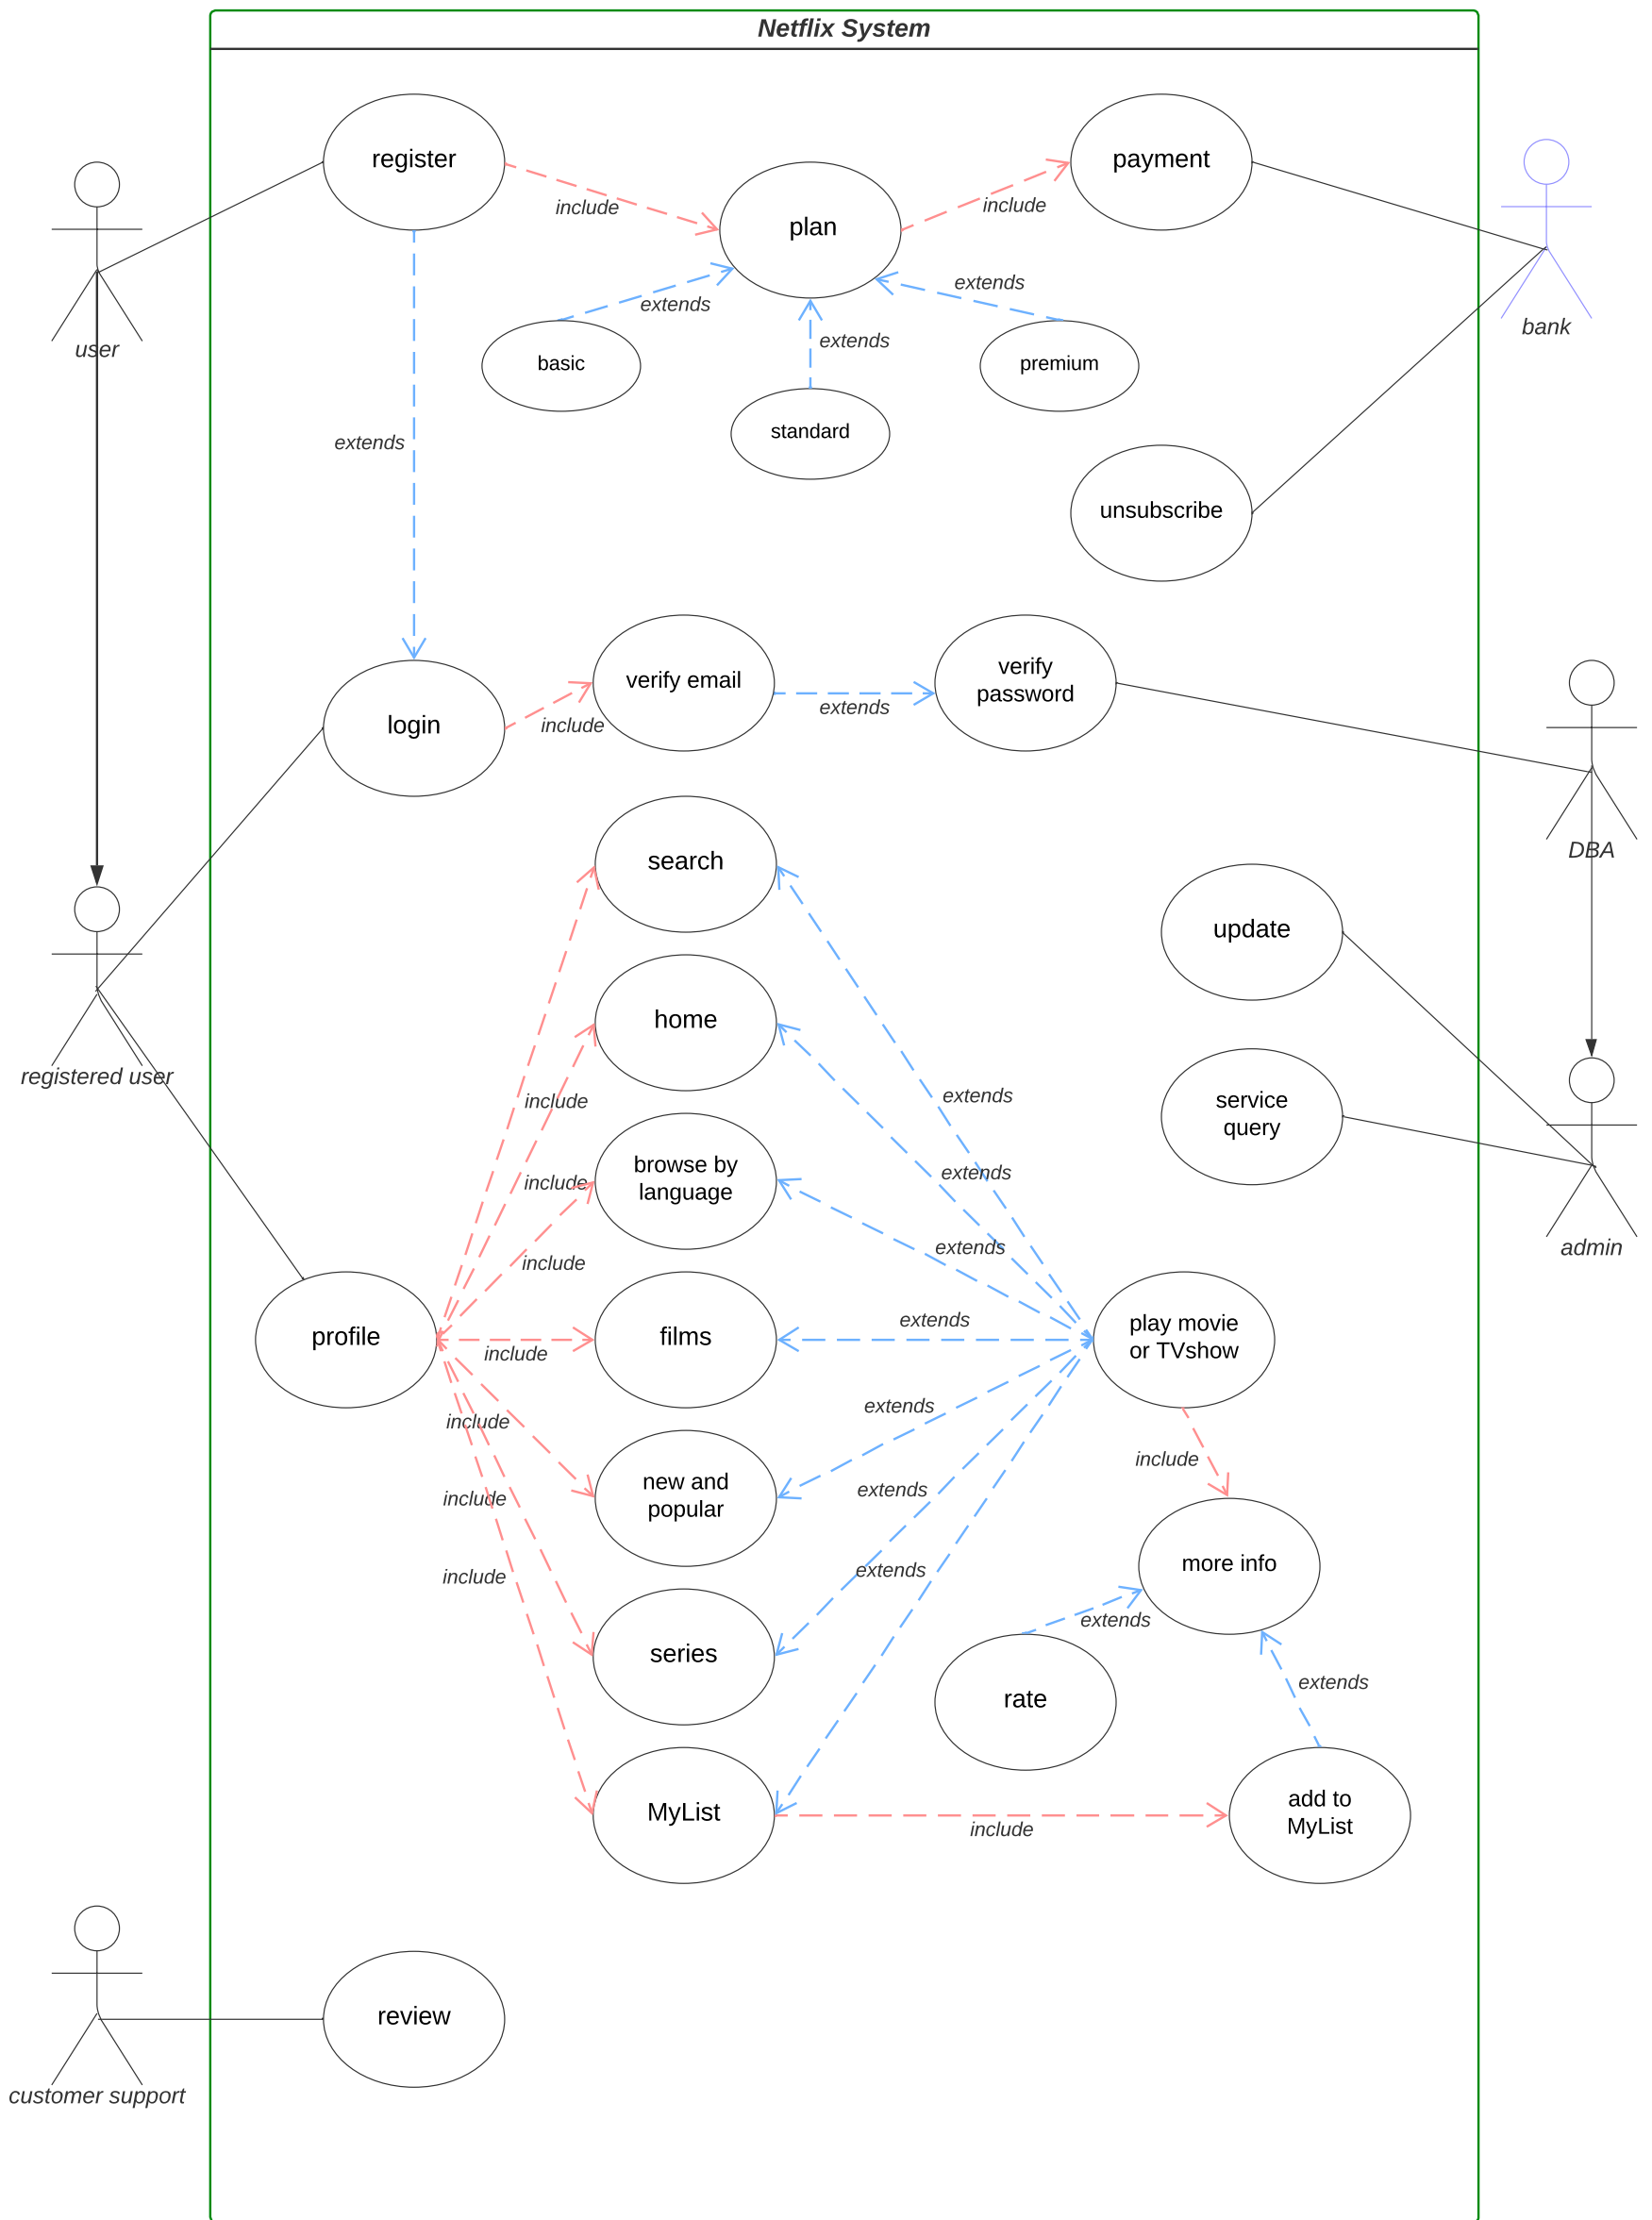 Netflix System
register
payment
include
include
plan
user
bank
extends
extends
extends
basic
premium
standard
extends
unsubscribe
verify email
verify
password
extends
login
include
DBA
search
update
home
registered user
include
extends
service
query
browse by
language
include
extends
include
extends
admin
profile
include
films
extends
play movie
or TVshow
include
extends
include
new and
popular
include
extends
more info
include
extends
extends
series
rate
extends
MyList
include
add to
MyList
review
customer support